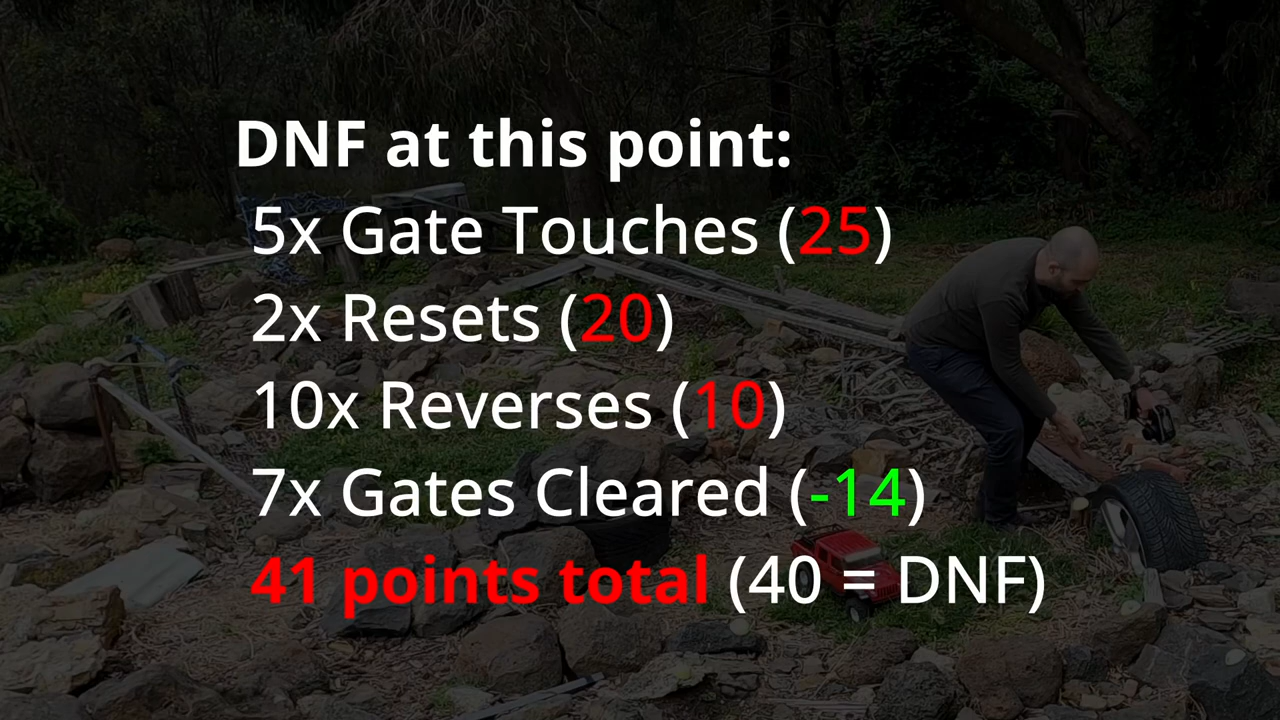 DNF at this point:
5x Gate Touches (25)
2x Resets (20)
10x Reverses (10)
7x Gates Cleared (-14)
41 points total (40 = DNF)